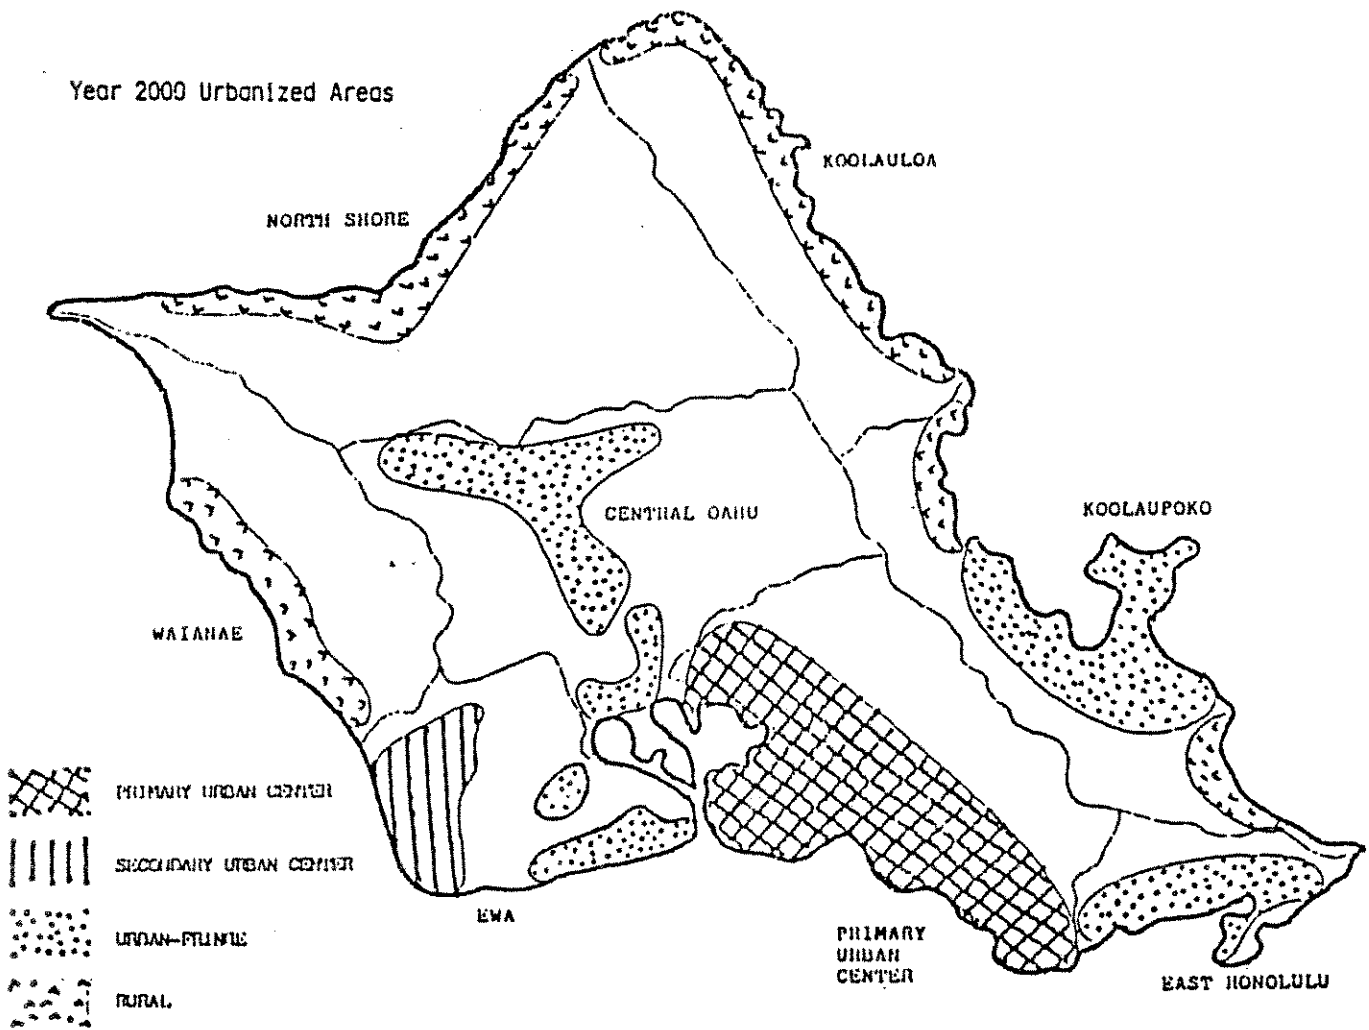 Year 2000 Urbanized Areas
KOOLAULOA
NORTH SHORE
CENTRAL OAHU
KOOLAUPOKO
WAIANAE
PRIMARY URBAN CENTER
SECONDARY URBAN CENTER
URBAN-FRINGE
RURAL
EWA
PRIMARY
URBAN
CENTER
EAST HONOLULU